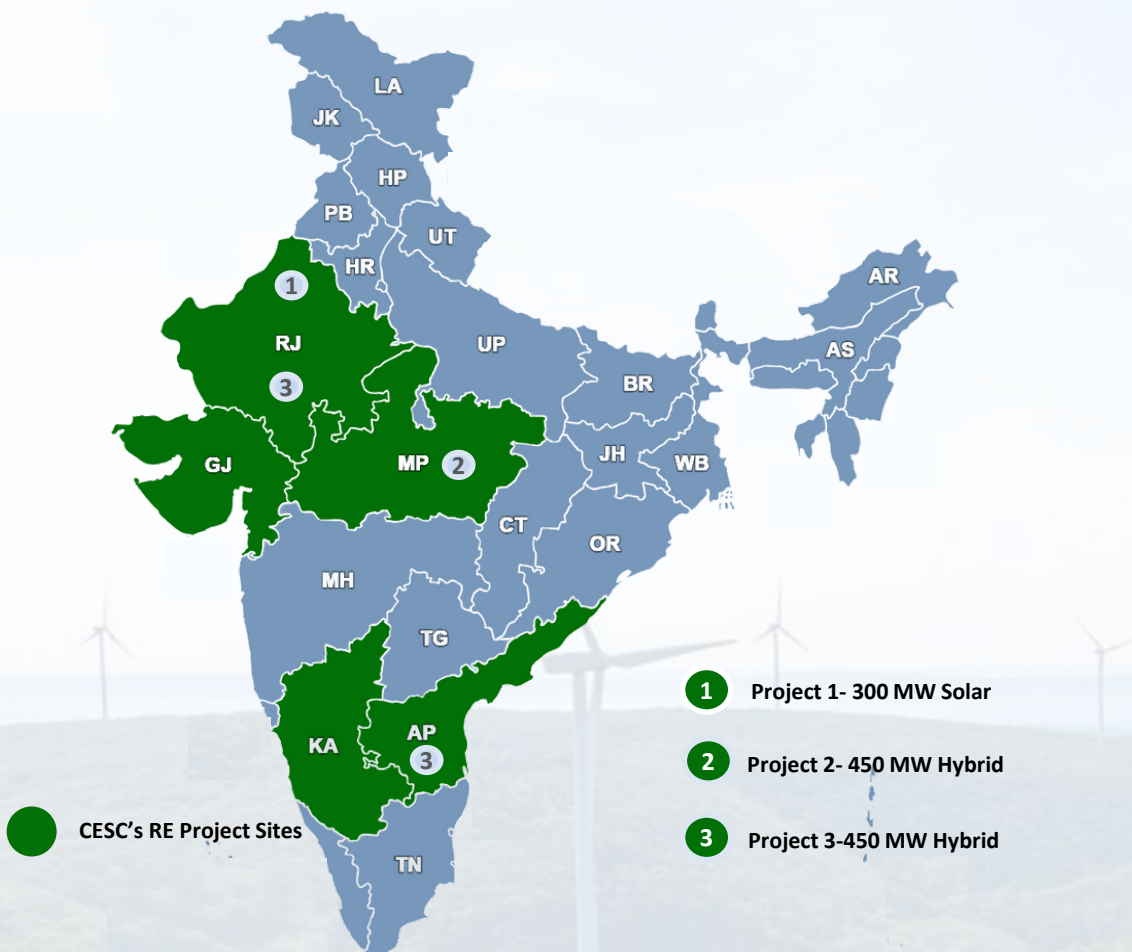 LA
JK
HP
PB
UT
HR
1
AR
RJ
UP
AS
3
BR
GJ
MP 2
JH
WB
CT
OR
MH
TG
1 Project 1- 300 MW Solar
KA
AP
3
2 Project 2- 450 MW Hybrid
CESC's RE Project Sites
3 Project 3-450 MW Hybrid
TN